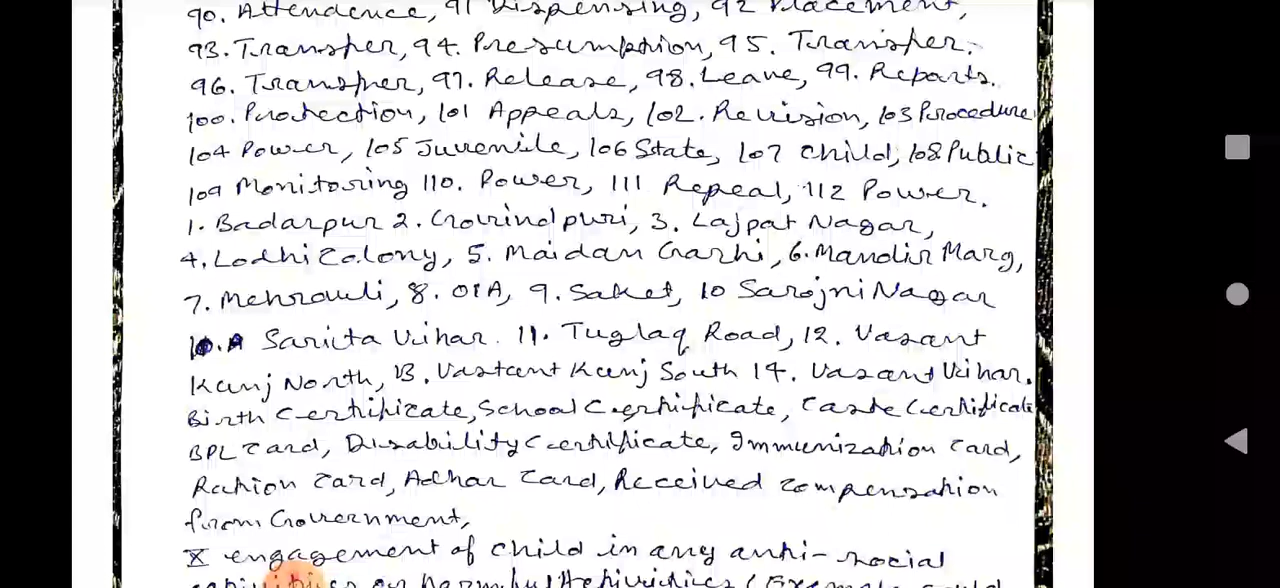 90. Attendence, 91 Dispensing, 92 Placement,
93. Transfer, 94. Presumption, 95. Transfer.
96. Transfer, 97. Release, 98. Leave, 99. Reports.
100. Protection, 101 Appeals, 102. Revision, 103 Procedure
104 Power, 105 Juvenile, 106 State, 107 Child, 108 Public
109 Monitoring 110. Power, 111 Repeal, 112 Power.
1. Badarpur 2. Govindpuri, 3. Lajpat Nagar,
4. Lodhi Colony, 5. Maidan Garhi, 6. Mandir Marg,
7. Mehrauli, 8. OIA, 9. Saket, 10 Sarojni Nagar
10.A Sarita Vihar. 11. Tuglaq Road, 12. Vasant
Kunj North, 13. Vastant Kunj South 14. Vasant Vihar.
Birth Certificate, School Certificate, Caste Certificate
BPL Card, Disability Certificate, Immunization Card,
Ration Card, Adhar Card, Received Compensation
from Government,
X engagement of child in any anti-social